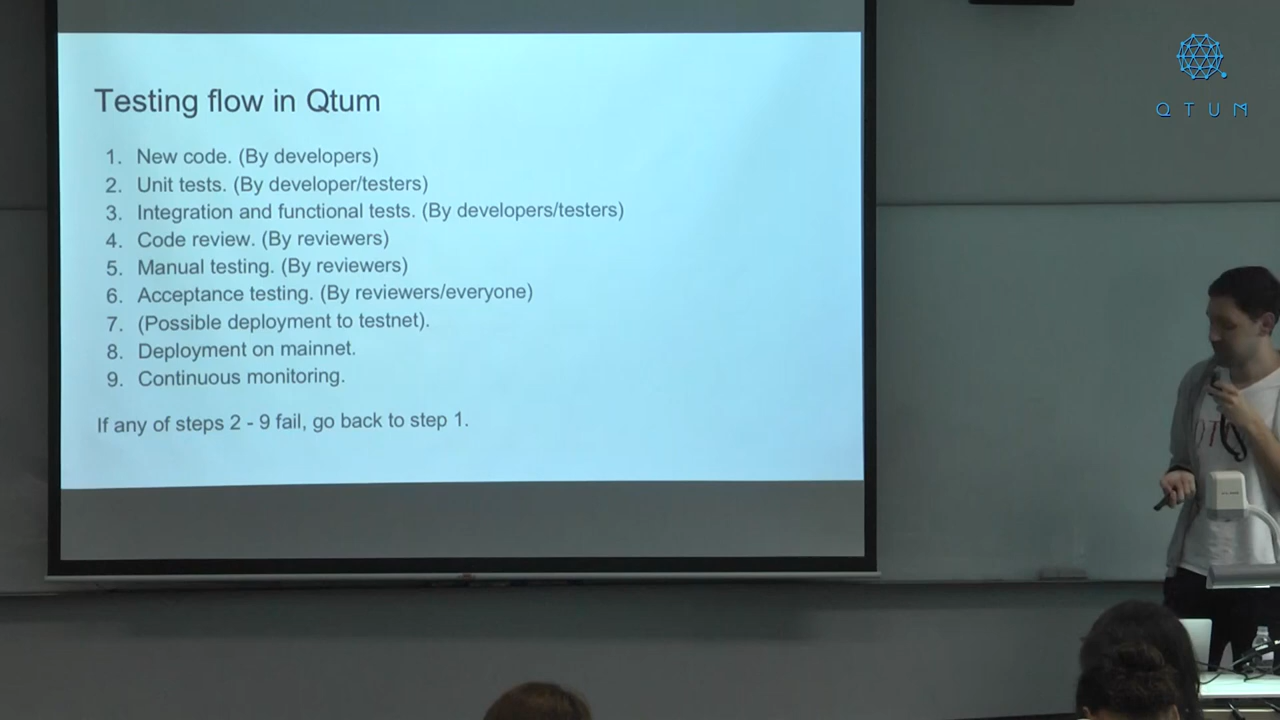 Testing flow in Qtum
1. New code. (By developers)
2. Unit tests. (By developer/testers)
3. Integration and functional tests. (By developers/testers)
4. Code review. (By reviewers)
5. Manual testing. (By reviewers)
6. Acceptance testing. (By reviewers/everyone)
7. (Possible deployment to testnet).
8. Deployment on mainnet.
9. Continuous monitoring.
If any of steps 2 - 9 fail, go back to step 1.
QTUM